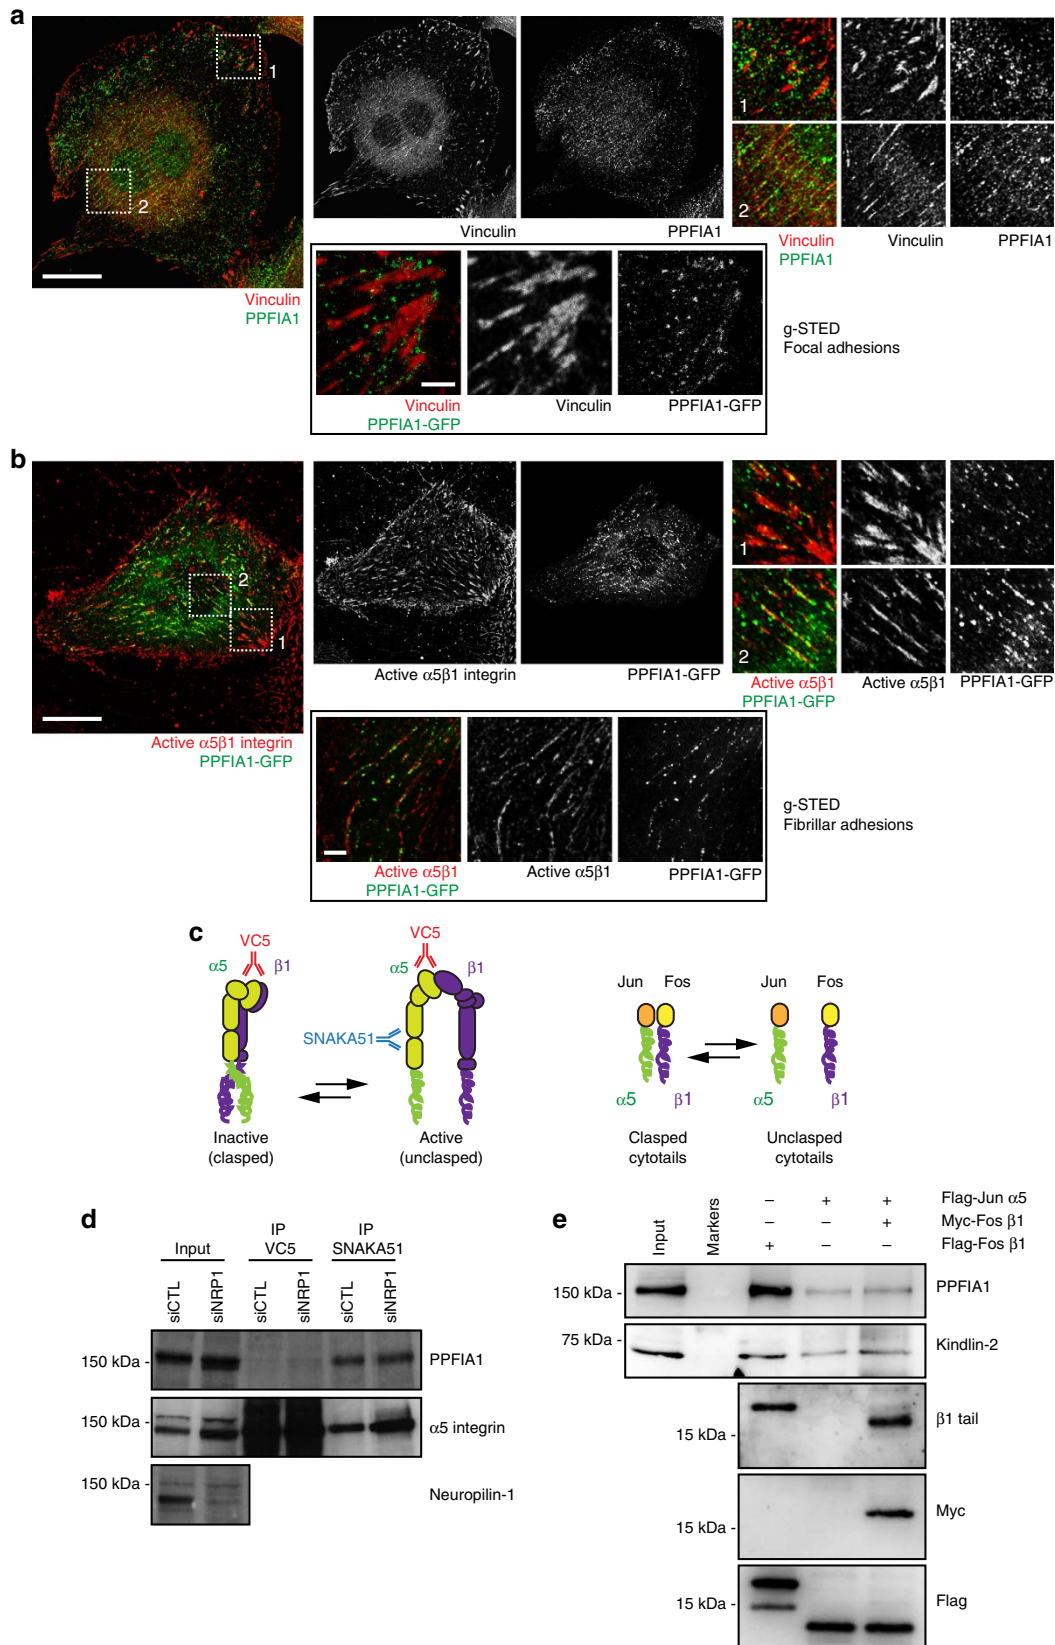 a
1
2
Vinculin
PPFIA1
Vinculin
PPFIA1
1
2
Vinculin
PPFIA1
Vinculin
PPFIA1
Vinculin
PPFIA1-GFP
Vinculin
PPFIA1-GFP
g-STED
Focal adhesions
b
2
1
Active α5β1 integrin
PPFIA1-GFP
Active α5β1 integrin
PPFIA1-GFP
1
2
Active α5β1
PPFIA1-GFP
Active α5β1
PPFIA1-GFP
Active α5β1
PPFIA1-GFP
Active α5β1
PPFIA1-GFP
g-STED
Fibrillar adhesions
c
VC5
α5
β1
Inactive
(clasped)
VC5
α5
β1
SNAKA51
Active
(unclasped)
Jun
Fos
α5
β1
Clasped
cytotails
Jun
Fos
α5
β1
Unclasped
cytotails
d
Input
IP
VC5
IP
SNAKA51
siCTL
siNRP1
siCTL
siNRP1
siCTL
siNRP1
150 kDa -
PPFIA1
150 kDa -
α5 integrin
150 kDa -
Neuropilin-1
e
Input
Markers
– + + Flag-Jun α5
– – + Myc-Fos β1
+ – – Flag-Fos β1
150 kDa -
PPFIA1
75 kDa -
Kindlin-2
15 kDa -
β1 tail
15 kDa -
Myc
15 kDa -
Flag